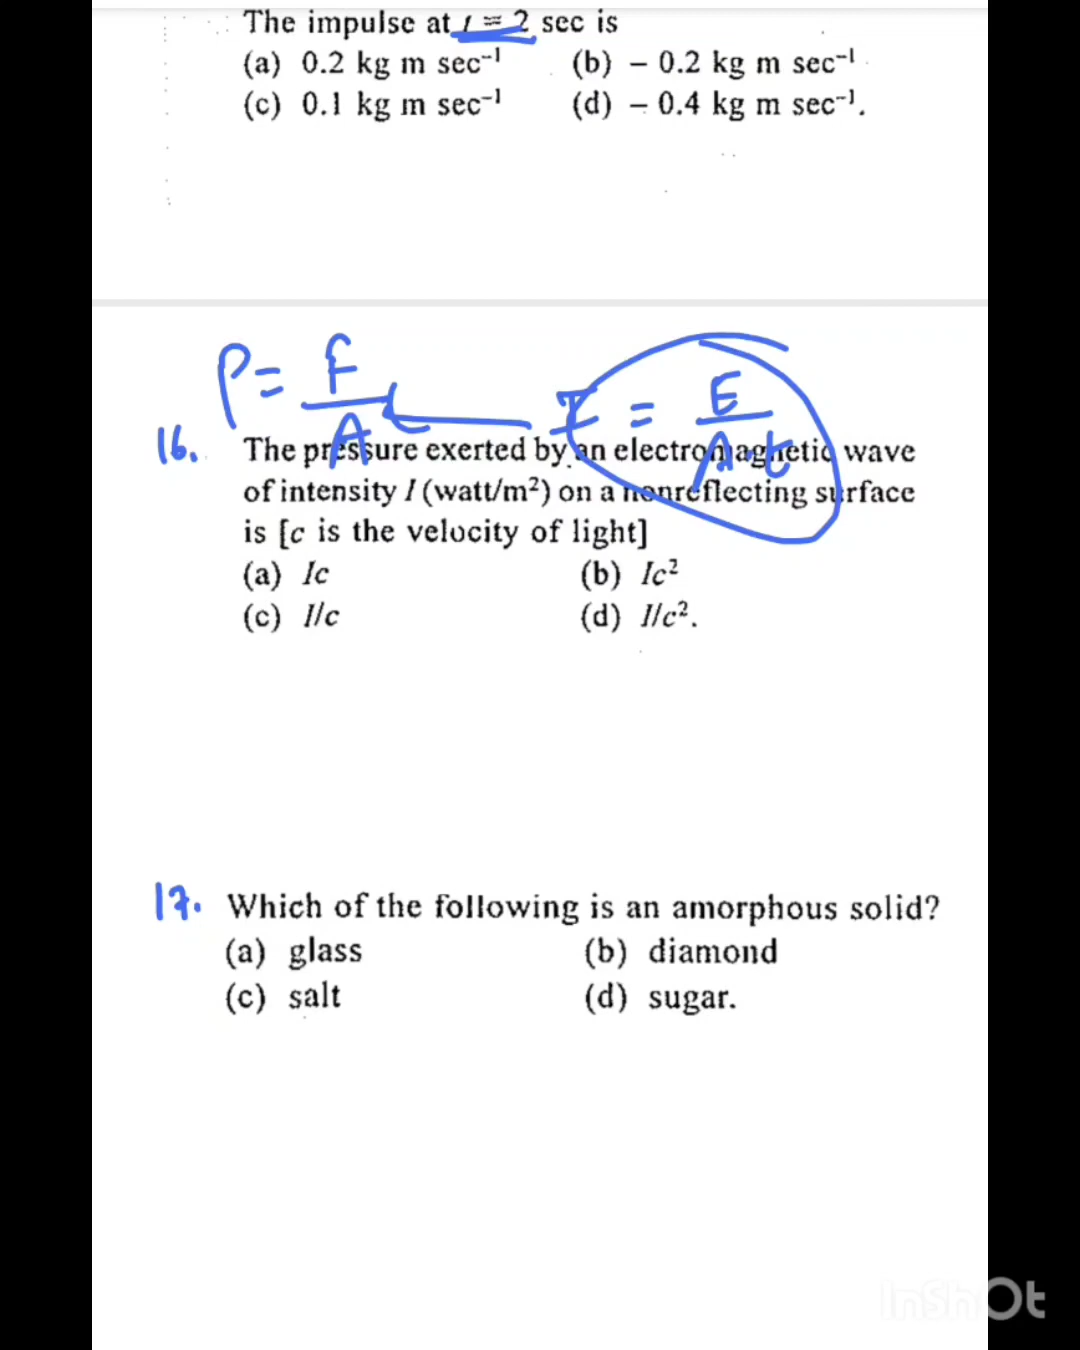 The impulse at t = 2 sec is
(a) 0.2 kg m sec⁻¹ (b) – 0.2 kg m sec⁻¹
(c) 0.1 kg m sec⁻¹ (d) – 0.4 kg m sec⁻¹.
P = F/A I = E/A·t
16. The pressure exerted by an electromagnetic wave
of intensity I (watt/m²) on a nonreflecting surface
is [c is the velocity of light]
(a) Ic (b) Ic²
(c) I/c (d) I/c².
17. Which of the following is an amorphous solid?
(a) glass (b) diamond
(c) salt (d) sugar.
InShOt